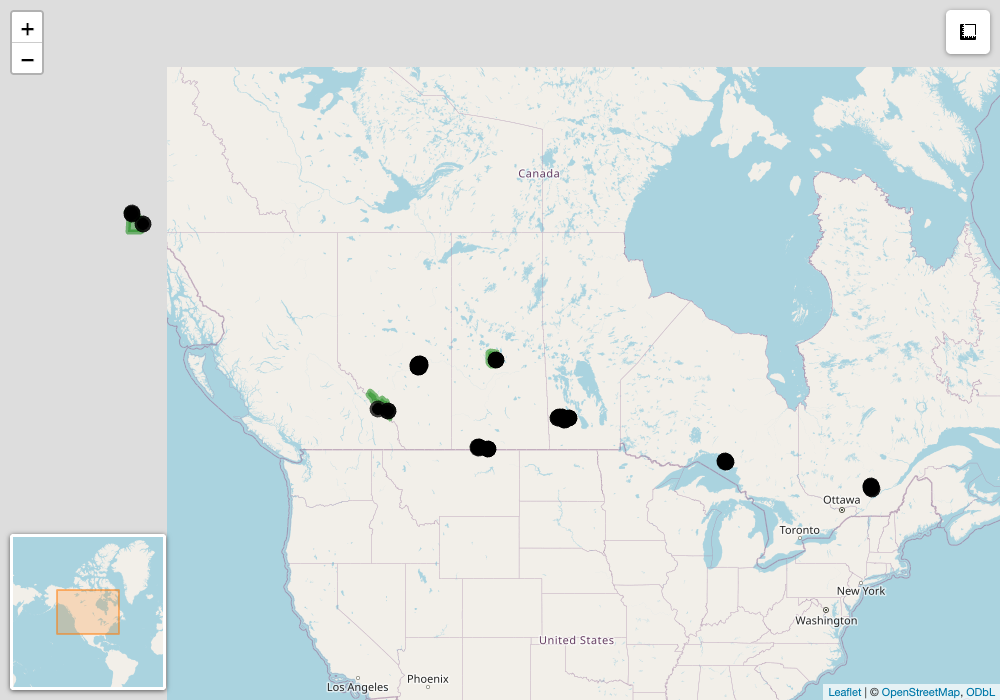 +
−
Canada
Ottawa
Toronto
New York
Washington
United States
Los Angeles
Phoenix
Leaflet | © OpenStreetMap, ODbL